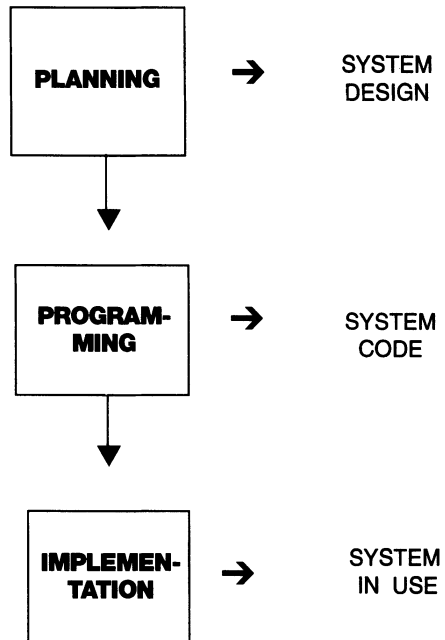 PLANNING
SYSTEM
DESIGN
PROGRAM-
MING
SYSTEM
CODE
IMPLEMEN-
TATION
SYSTEM
IN USE